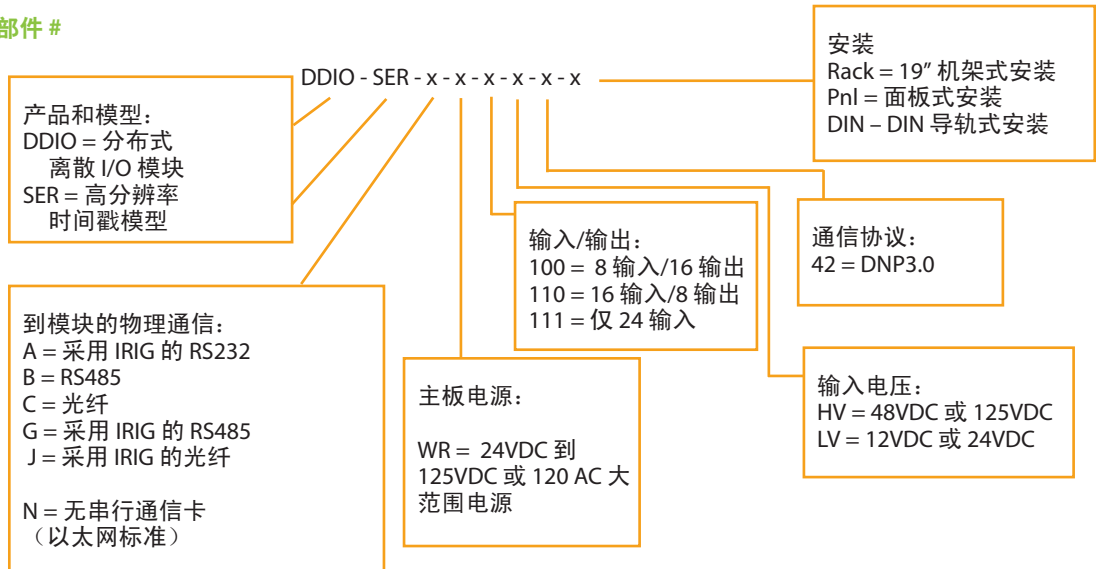 部件 #
DDIO - SER - x - x - x - x - x - x
产品和模型：
DDIO = 分布式
离散 I/O 模块
SER = 高分辨率
时间戳模型
到模块的物理通信：
A = 采用 IRIG 的 RS232
B = RS485
C = 光纤
G = 采用 IRIG 的 RS485
J = 采用 IRIG 的光纤
N = 无串行通信卡
（以太网标准）
主板电源：
WR = 24VDC 到
125VDC 或 120 AC 大
范围电源
输入/输出：
100 = 8 输入/16 输出
110 = 16 输入/8 输出
111 = 仅 24 输入
输入电压：
HV = 48VDC 或 125VDC
LV = 12VDC 或 24VDC
通信协议：
42 = DNP3.0
安装
Rack = 19” 机架式安装
Pnl = 面板式安装
DIN – DIN 导轨式安装